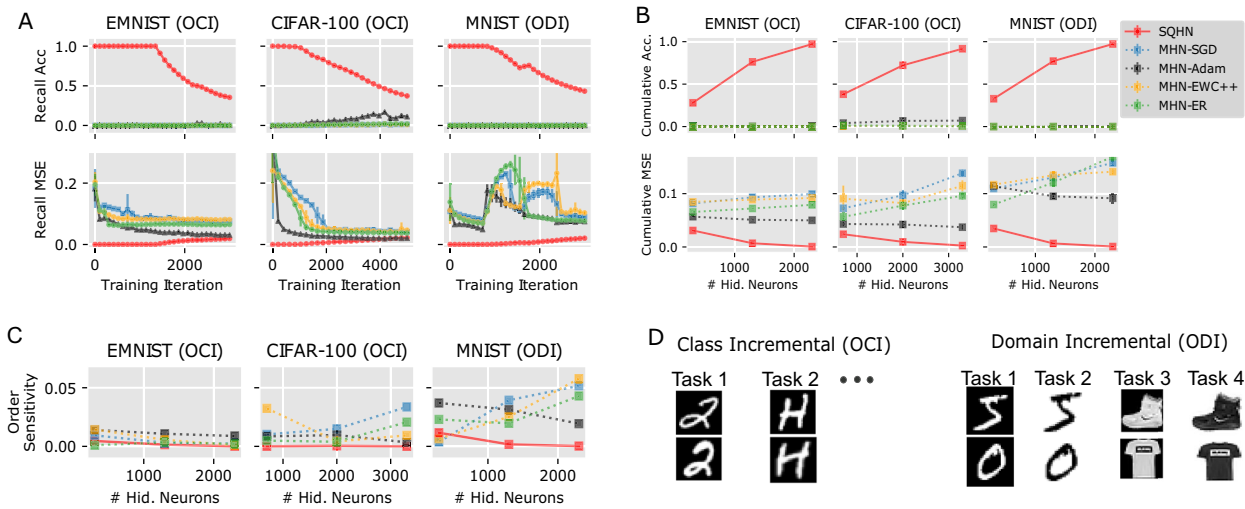 A
EMNIST (OCI)
CIFAR-100 (OCI)
MNIST (ODI)
Recall Acc
1.0
0.5
0.0
Recall MSE
0.2
0.0
0
2000
0
2000
4000
0
2000
Training Iteration
Training Iteration
Training Iteration
B
EMNIST (OCI)
CIFAR-100 (OCI)
MNIST (ODI)
Cumulative Acc.
1.0
0.5
0.0
Cumulative MSE
0.1
0.0
1000
2000
1000
2000
3000
1000
2000
# Hid. Neurons
# Hid. Neurons
# Hid. Neurons
SQHN
MHN-SGD
MHN-Adam
MHN-EWC++
MHN-ER
C
EMNIST (OCI)
CIFAR-100 (OCI)
MNIST (ODI)
Order
Sensitivity
0.05
0.00
1000
2000
1000
2000
3000
1000
2000
# Hid. Neurons
# Hid. Neurons
# Hid. Neurons
D
Class Incremental (OCI)
Task 1
Task 2
2
H
2
H
Domain Incremental (ODI)
Task 1
Task 2
Task 3
Task 4
5
5
0
0